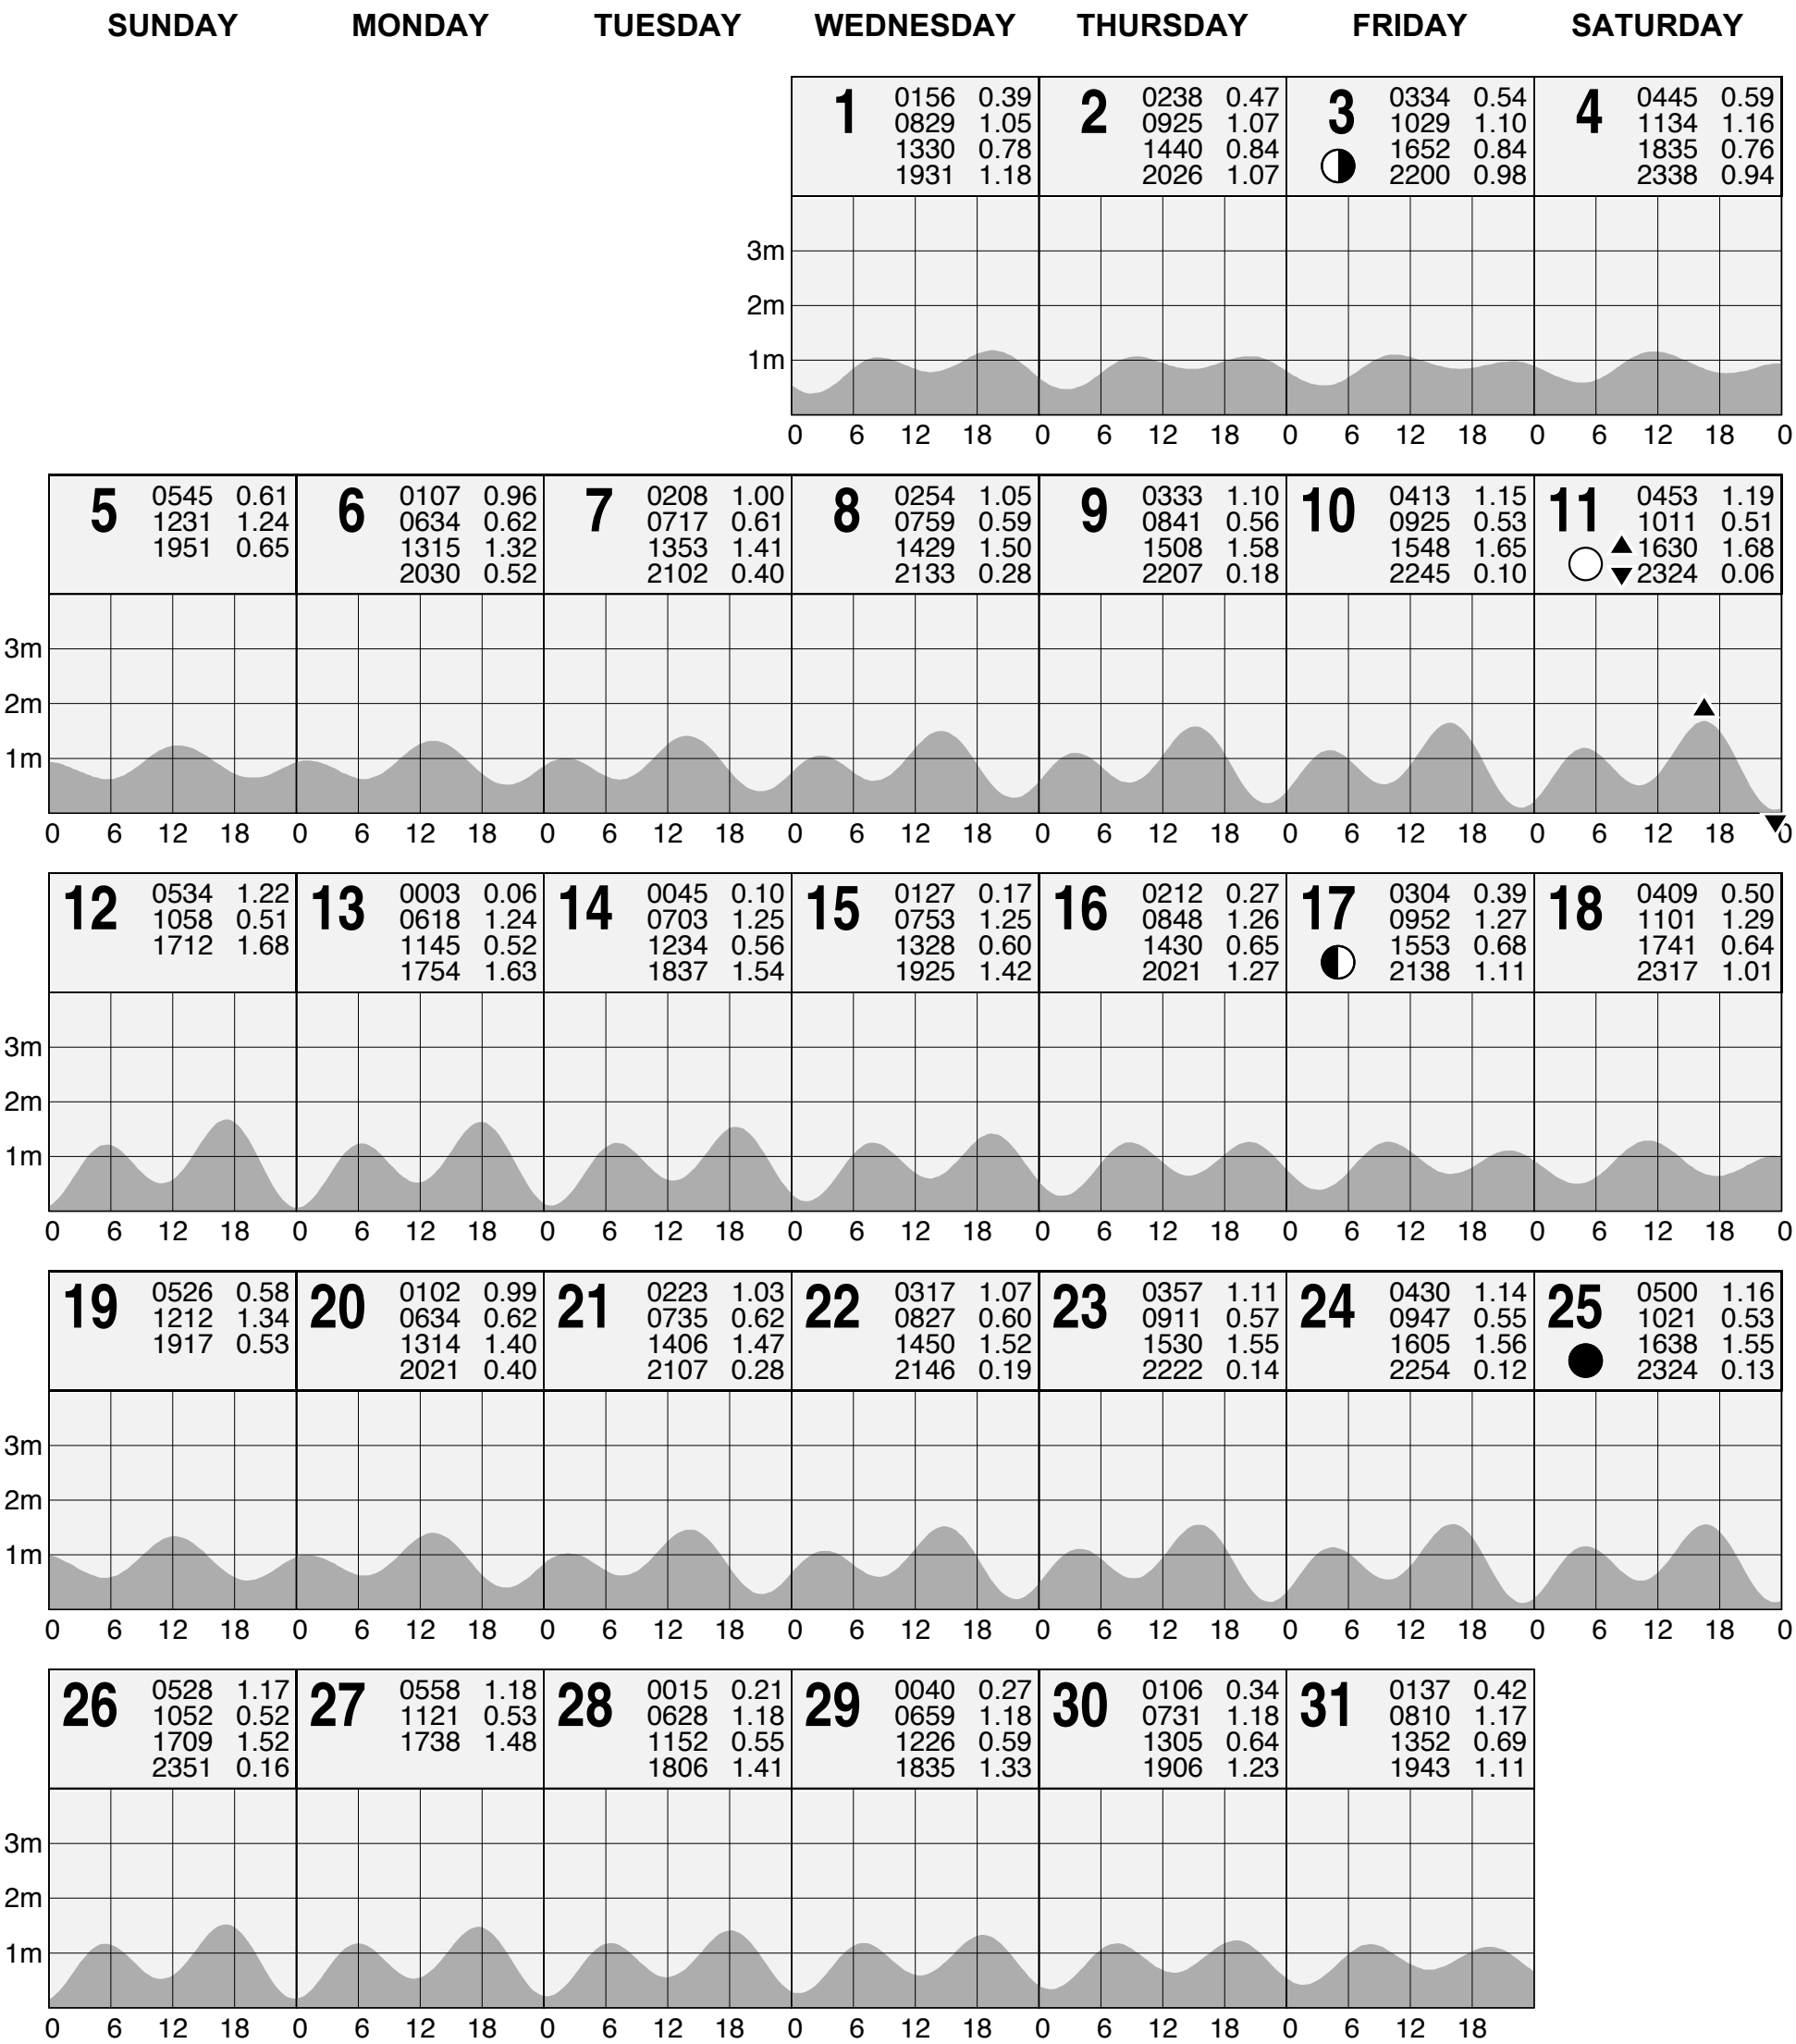 SUNDAY MONDAY TUESDAY WEDNESDAY THURSDAY FRIDAY SATURDAY
1 0156 0.39
0829 1.05
1330 0.78
1931 1.18
2 0238 0.47
0925 1.07
1440 0.84
2026 1.07
3 0334 0.54
1029 1.10
1652 0.84
2200 0.98
4 0445 0.59
1134 1.16
1835 0.76
2338 0.94
3m
2m
1m
0 6 12 18 0 6 12 18 0 6 12 18 0 6 12 18 0
5 0545 0.61
1231 1.24
1951 0.65
6 0107 0.96
0634 0.62
1315 1.32
2030 0.52
7 0208 1.00
0717 0.61
1353 1.41
2102 0.40
8 0254 1.05
0759 0.59
1429 1.50
2133 0.28
9 0333 1.10
0841 0.56
1508 1.58
2207 0.18
10 0413 1.15
0925 0.53
1548 1.65
2245 0.10
11 0453 1.19
1011 0.51
1630 1.68
2324 0.06
3m
2m
1m
0 6 12 18 0 6 12 18 0 6 12 18 0 6 12 18 0 6 12 18 0 6 12 18 0 6 12 18 0
12 0534 1.22
1058 0.51
1712 1.68
13 0003 0.06
0618 1.24
1145 0.52
1754 1.63
14 0045 0.10
0703 1.25
1234 0.56
1837 1.54
15 0127 0.17
0753 1.25
1328 0.60
1925 1.42
16 0212 0.27
0848 1.26
1430 0.65
2021 1.27
17 0304 0.39
0952 1.27
1553 0.68
2138 1.11
18 0409 0.50
1101 1.29
1741 0.64
2317 1.01
3m
2m
1m
0 6 12 18 0 6 12 18 0 6 12 18 0 6 12 18 0 6 12 18 0 6 12 18 0 6 12 18 0
19 0526 0.58
1212 1.34
1917 0.53
20 0102 0.99
0634 0.62
1314 1.40
2021 0.40
21 0223 1.03
0735 0.62
1406 1.47
2107 0.28
22 0317 1.07
0827 0.60
1450 1.52
2146 0.19
23 0357 1.11
0911 0.57
1530 1.55
2222 0.14
24 0430 1.14
0947 0.55
1605 1.56
2254 0.12
25 0500 1.16
1021 0.53
1638 1.55
2324 0.13
3m
2m
1m
0 6 12 18 0 6 12 18 0 6 12 18 0 6 12 18 0 6 12 18 0 6 12 18 0 6 12 18 0
26 0528 1.17
1052 0.52
1709 1.52
2351 0.16
27 0558 1.18
1121 0.53
1738 1.48
28 0015 0.21
0628 1.18
1152 0.55
1806 1.41
29 0040 0.27
0659 1.18
1226 0.59
1835 1.33
30 0106 0.34
0731 1.18
1305 0.64
1906 1.23
31 0137 0.42
0810 1.17
1352 0.69
1943 1.11
3m
2m
1m
0 6 12 18 0 6 12 18 0 6 12 18 0 6 12 18 0 6 12 18 0 6 12 18